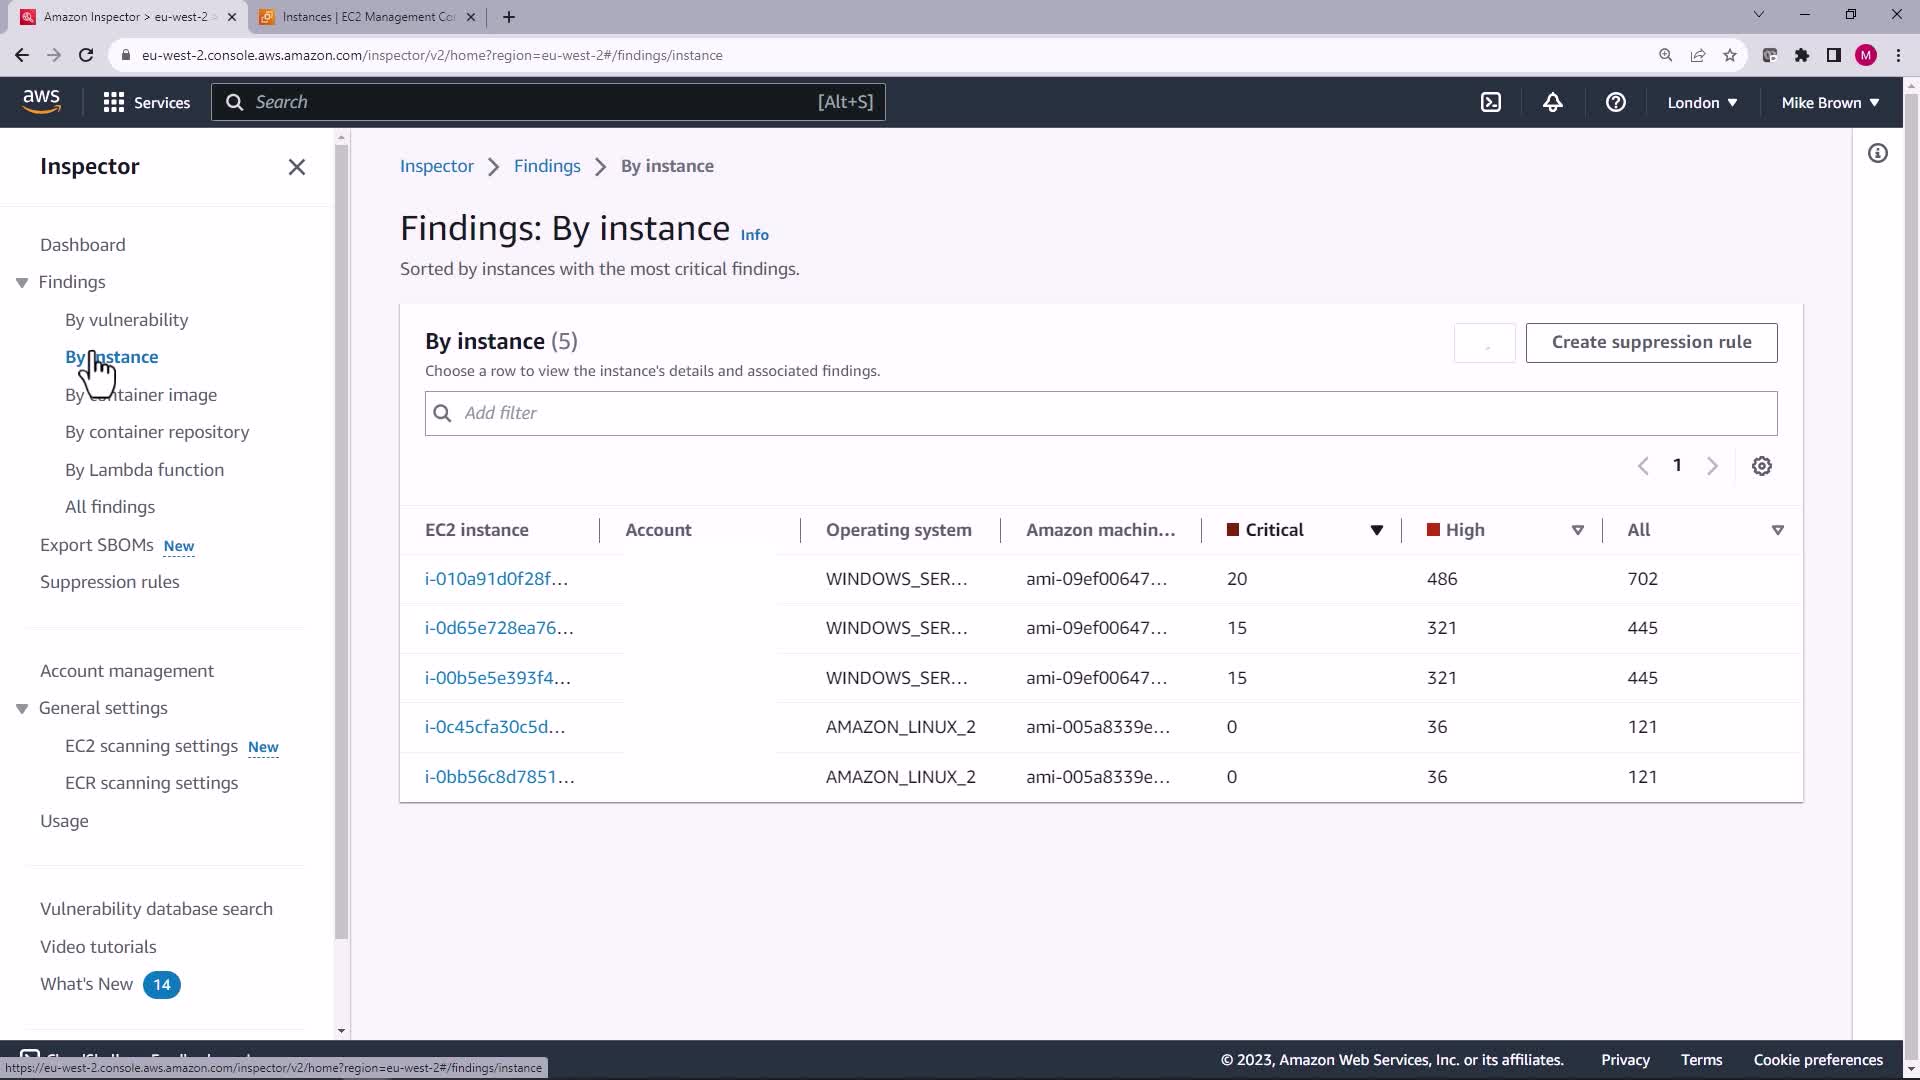 Amazon Inspector > eu-west-2 >
Instances | EC2 Management Co
eu-west-2.console.aws.amazon.com/inspector/v2/home?region=eu-west-2#/findings/instance
M
aws
Services
Search
[Alt+S]
London ▼
Mike Brown ▼
Inspector
Dashboard
Findings
By vulnerability
By instance
By container image
By container repository
By Lambda function
All findings
Export SBOMs New
Suppression rules
Account management
General settings
EC2 scanning settings New
ECR scanning settings
Usage
Vulnerability database search
Video tutorials
What's New 14
Inspector > Findings > By instance
Findings: By instance Info
Sorted by instances with the most critical findings.
By instance (5)
Choose a row to view the instance's details and associated findings.
Create suppression rule
Add filter
1
EC2 instance Account Operating system Amazon machin... Critical High All
i-010a91d0f28f... WINDOWS_SER... ami-09ef00647... 20 486 702
i-0d65e728ea76... WINDOWS_SER... ami-09ef00647... 15 321 445
i-00b5e5e393f4... WINDOWS_SER... ami-09ef00647... 15 321 445
i-0c45cfa30c5d... AMAZON_LINUX_2 ami-005a8339e... 0 36 121
i-0bb56c8d7851... AMAZON_LINUX_2 ami-005a8339e... 0 36 121
© 2023, Amazon Web Services, Inc. or its affiliates. Privacy Terms Cookie preferences
https://eu-west-2.console.aws.amazon.com/inspector/v2/home?region=eu-west-2#/findings/instance